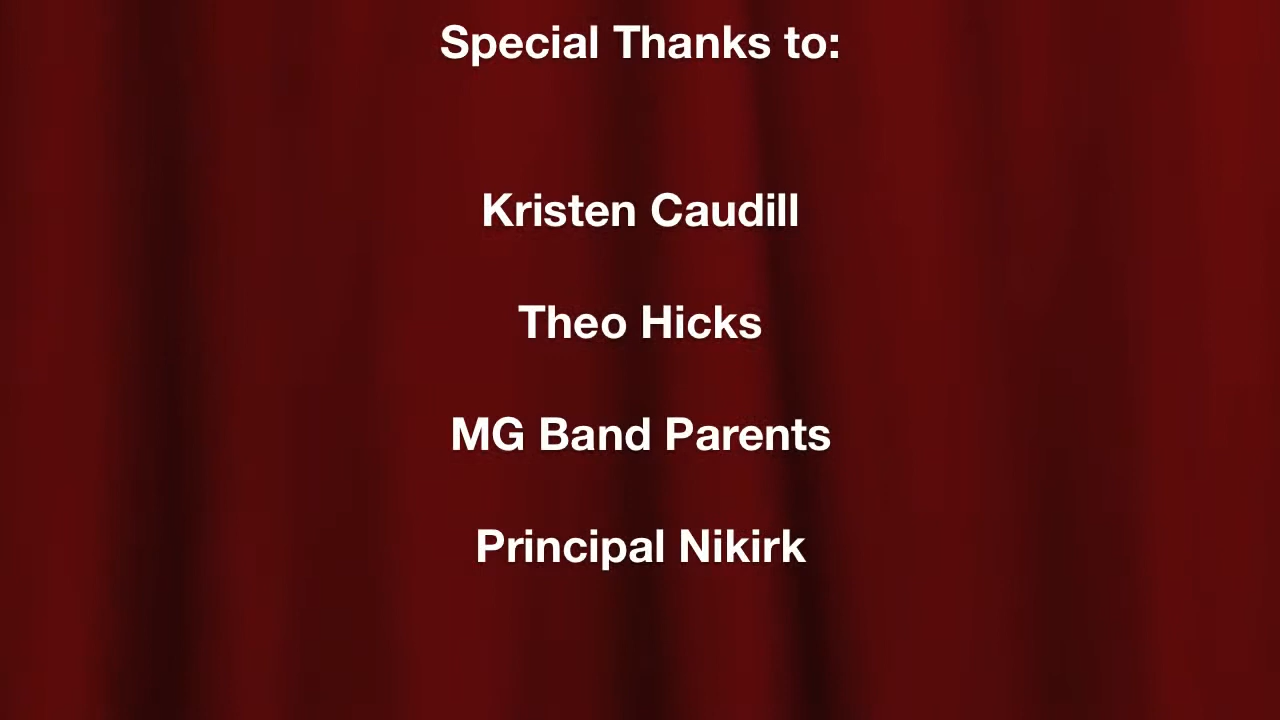 Special Thanks to:
Kristen Caudill
Theo Hicks
MG Band Parents
Principal Nikirk